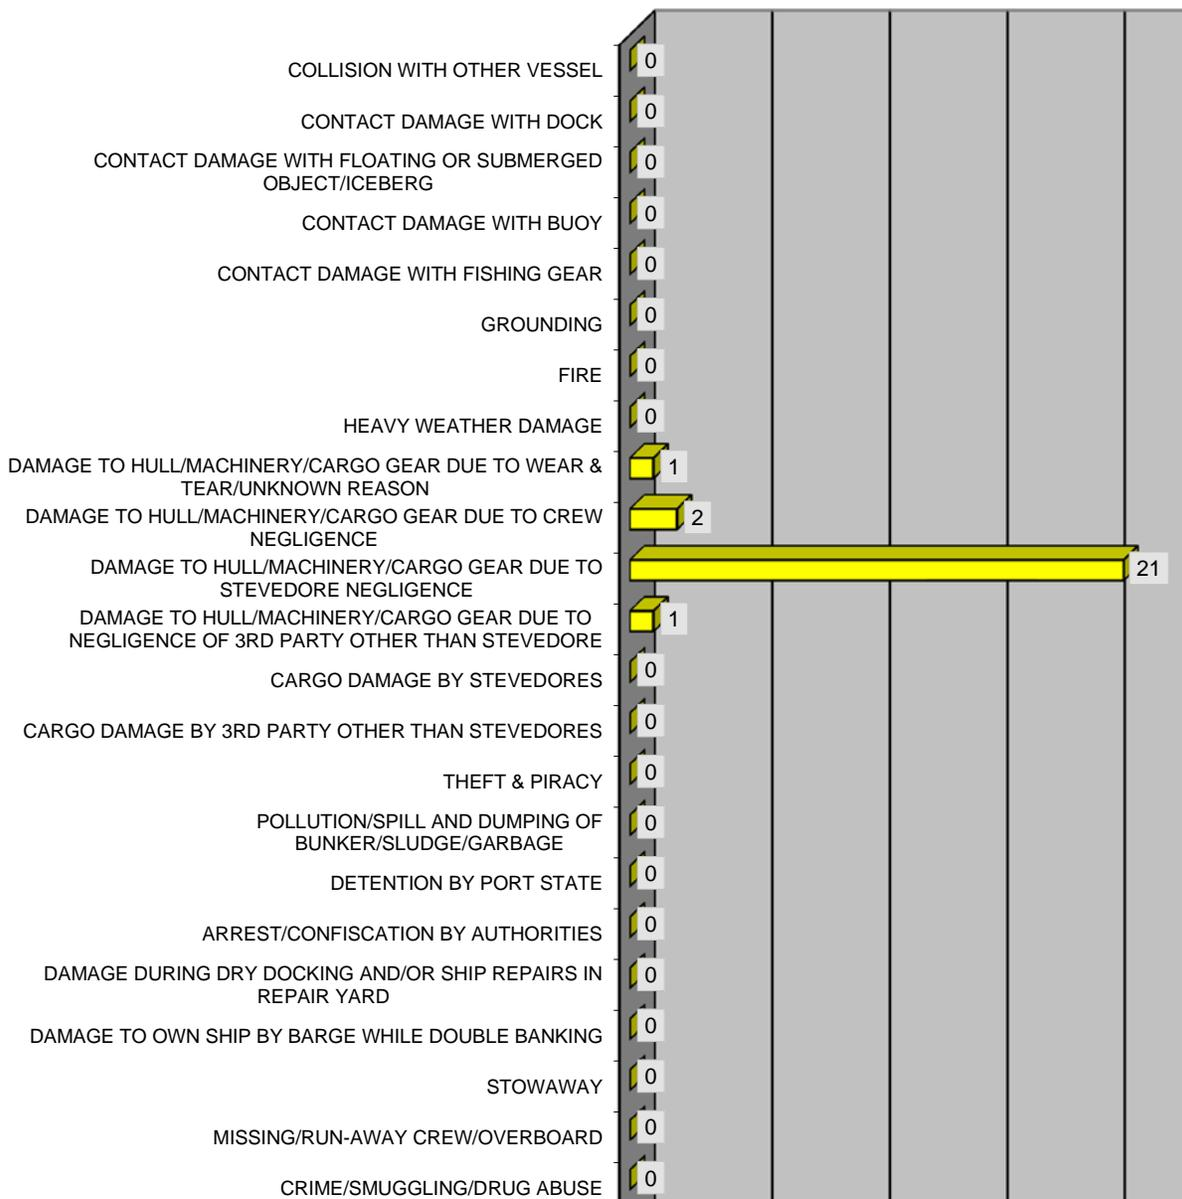 COLLISION WITH OTHER VESSEL
0
CONTACT DAMAGE WITH DOCK
0
CONTACT DAMAGE WITH FLOATING OR SUBMERGED
OBJECT/ICEBERG
0
CONTACT DAMAGE WITH BUOY
0
CONTACT DAMAGE WITH FISHING GEAR
0
GROUNDING
0
FIRE
0
HEAVY WEATHER DAMAGE
0
DAMAGE TO HULL/MACHINERY/CARGO GEAR DUE TO WEAR &
TEAR/UNKNOWN REASON
1
DAMAGE TO HULL/MACHINERY/CARGO GEAR DUE TO CREW
NEGLIGENCE
2
DAMAGE TO HULL/MACHINERY/CARGO GEAR DUE TO
STEVEDORE NEGLIGENCE
21
DAMAGE TO HULL/MACHINERY/CARGO GEAR DUE TO
NEGLIGENCE OF 3RD PARTY OTHER THAN STEVEDORE
1
CARGO DAMAGE BY STEVEDORES
0
CARGO DAMAGE BY 3RD PARTY OTHER THAN STEVEDORES
0
THEFT & PIRACY
0
POLLUTION/SPILL AND DUMPING OF
BUNKER/SLUDGE/GARBAGE
0
DETENTION BY PORT STATE
0
ARREST/CONFISCATION BY AUTHORITIES
0
DAMAGE DURING DRY DOCKING AND/OR SHIP REPAIRS IN
REPAIR YARD
0
DAMAGE TO OWN SHIP BY BARGE WHILE DOUBLE BANKING
0
STOWAWAY
0
MISSING/RUN-AWAY CREW/OVERBOARD
0
CRIME/SMUGGLING/DRUG ABUSE
0